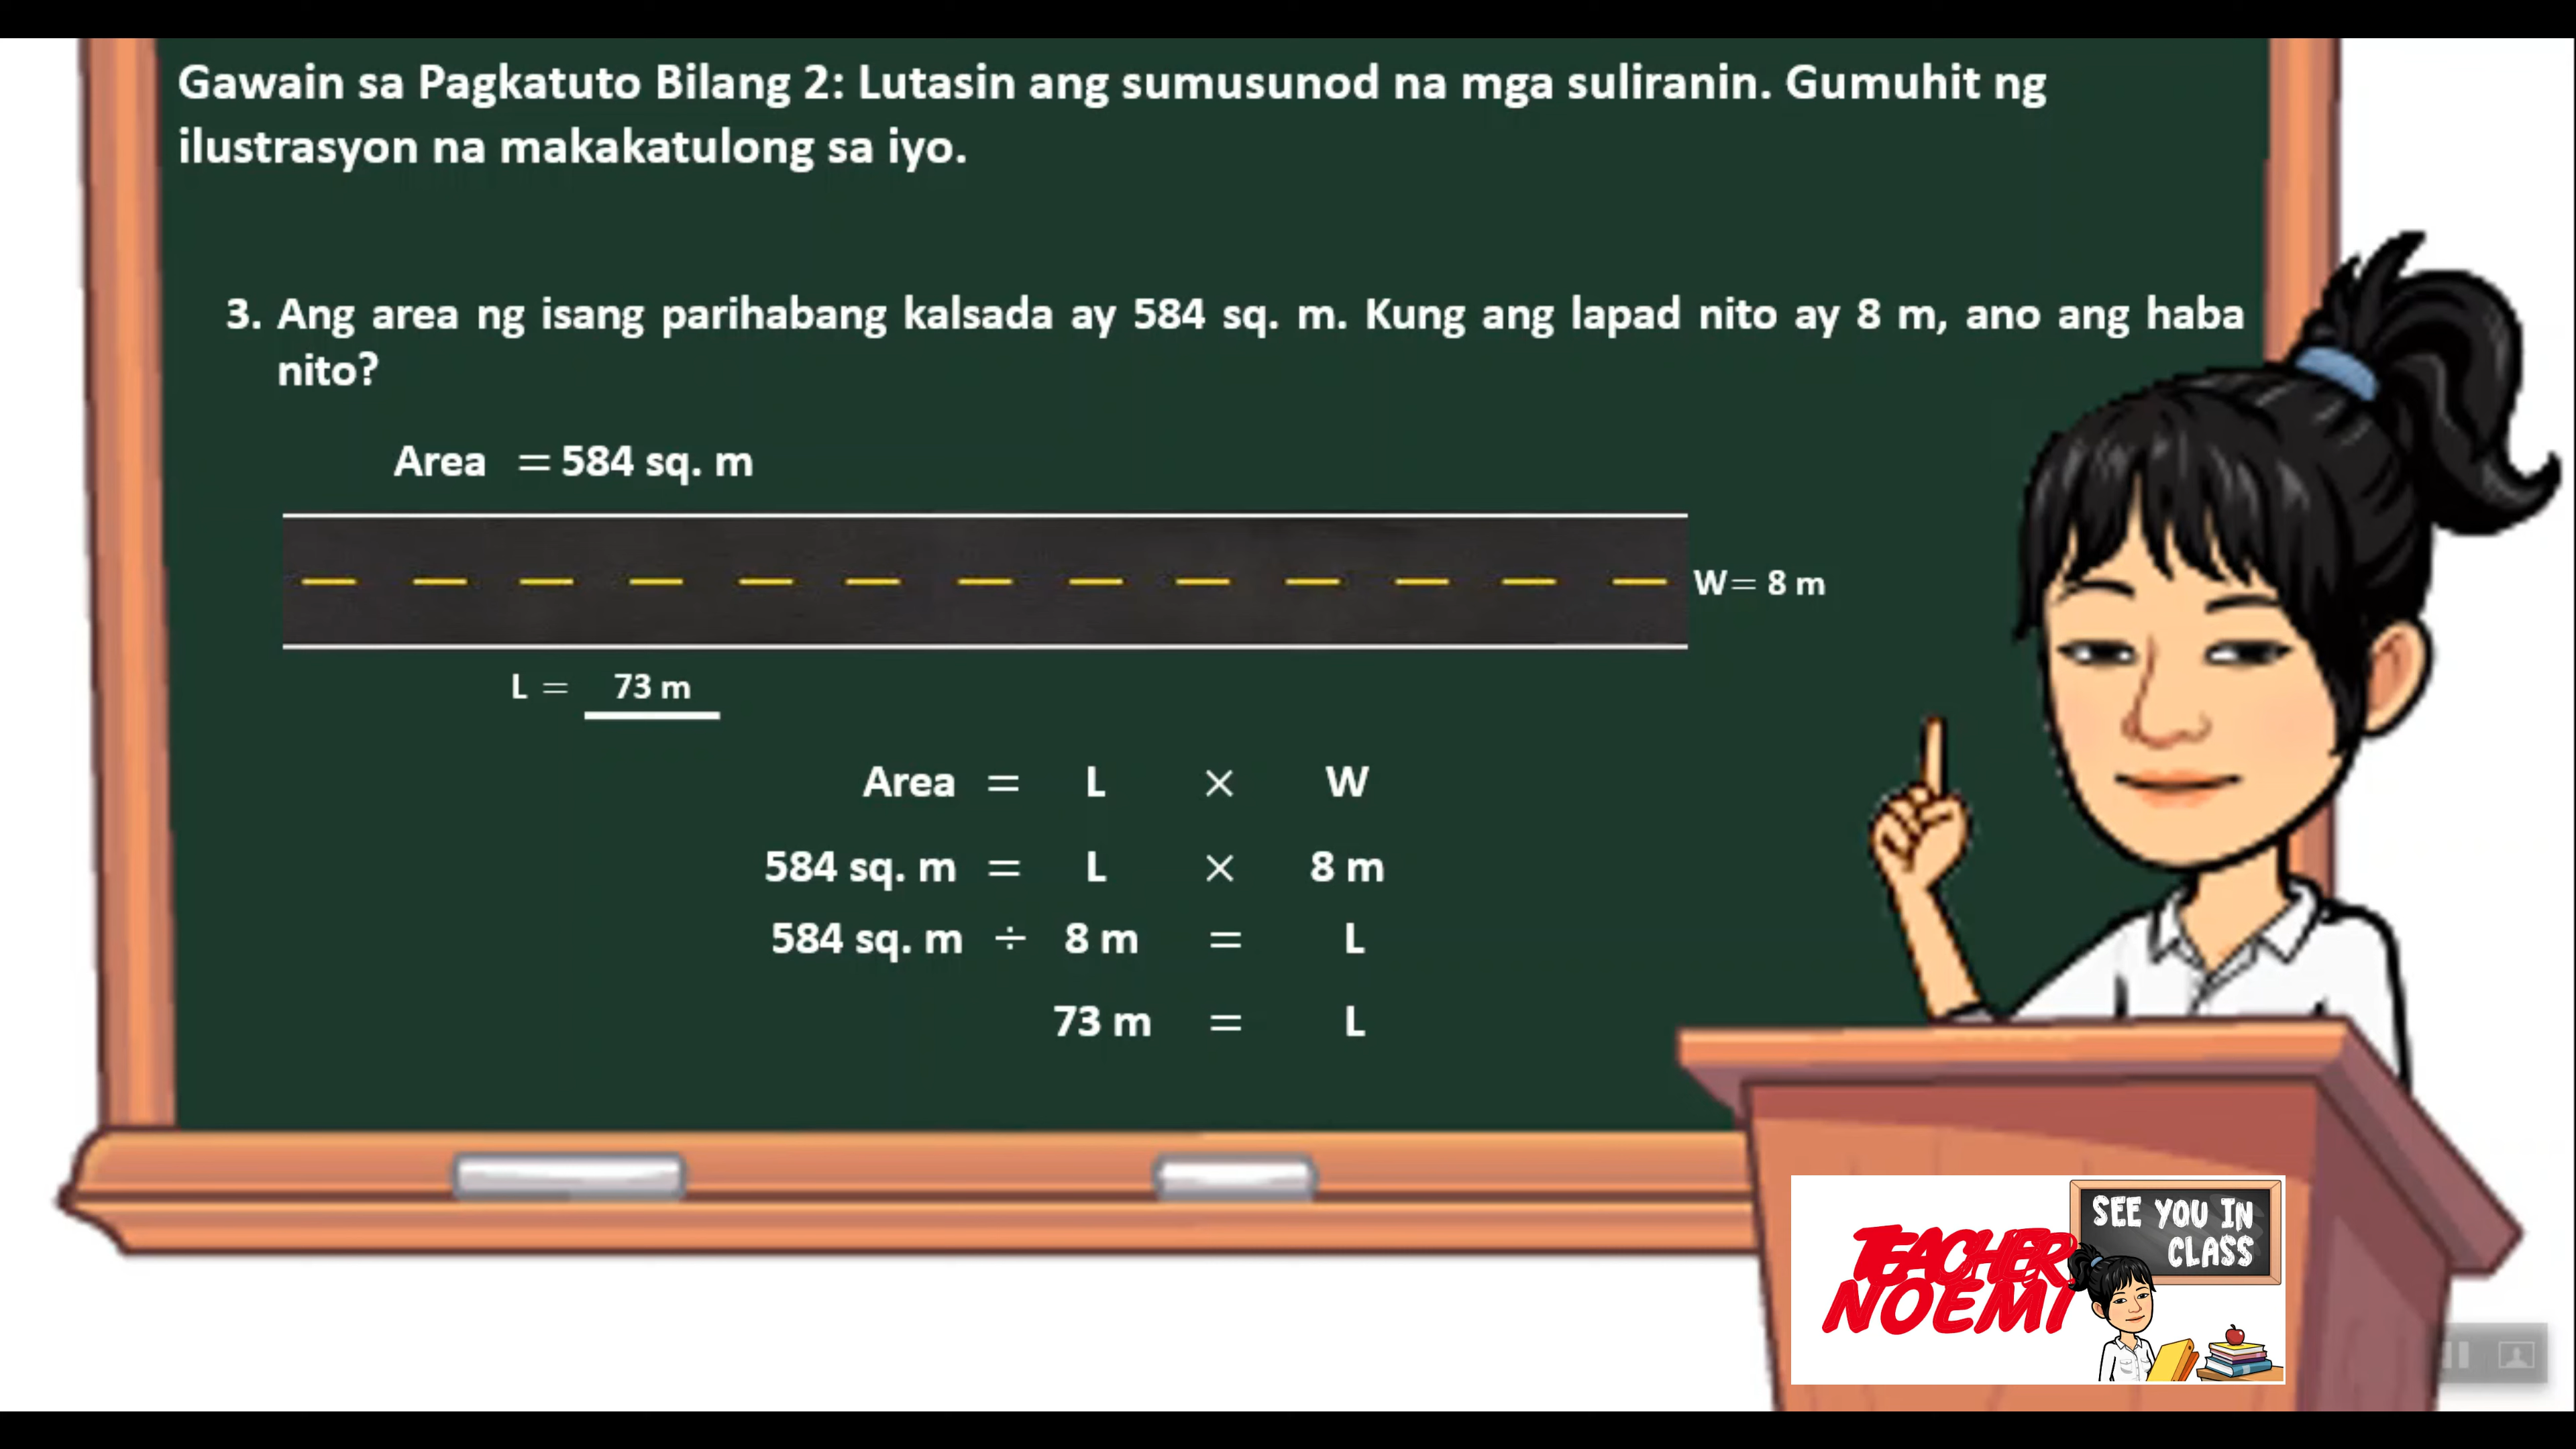 Gawain sa Pagkatuto Bilang 2: Lutasin ang sumusunod na mga suliranin. Gumuhit ng
ilustrasyon na makakatulong sa iyo.
3. Ang area ng isang parihabang kalsada ay 584 sq. m. Kung ang lapad nito ay 8 m, ano ang haba
nito?
Area = 584 sq. m
W= 8 m
L = 73 m
Area = L × W
584 sq. m = L × 8 m
584 sq. m ÷ 8 m = L
73 m = L
TEACHER
NOEMI
SEE YOU IN
CLASS